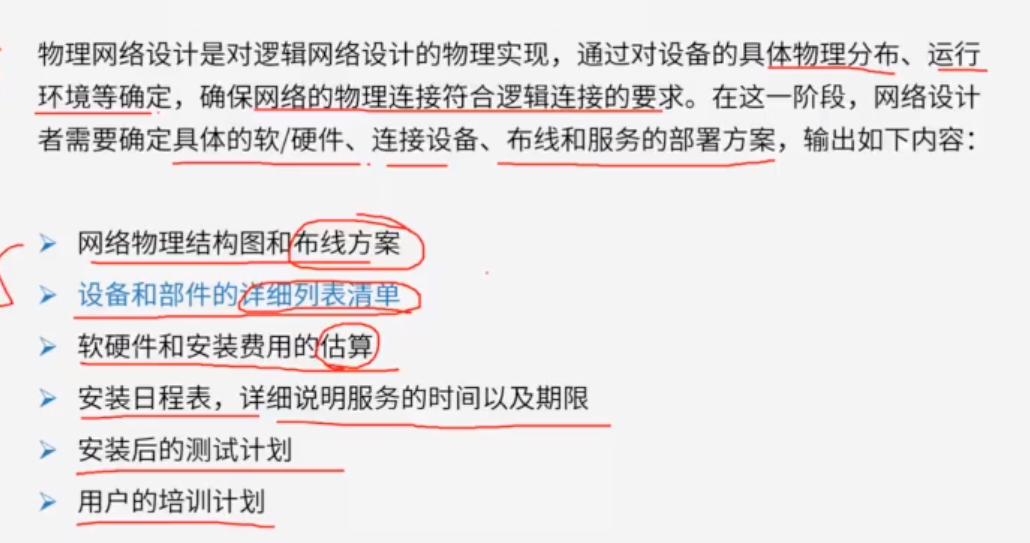 物理网络设计是对逻辑网络设计的物理实现，通过对设备的具体物理分布、运行
环境等确定，确保网络的物理连接符合逻辑连接的要求。在这一阶段，网络设计
者需要确定具体的软/硬件、连接设备、布线和服务的部署方案，输出如下内容：
➢ 网络物理结构图和布线方案
➢ 设备和部件的详细列表清单
➢ 软硬件和安装费用的估算
➢ 安装日程表，详细说明服务的时间以及期限
➢ 安装后的测试计划
➢ 用户的培训计划